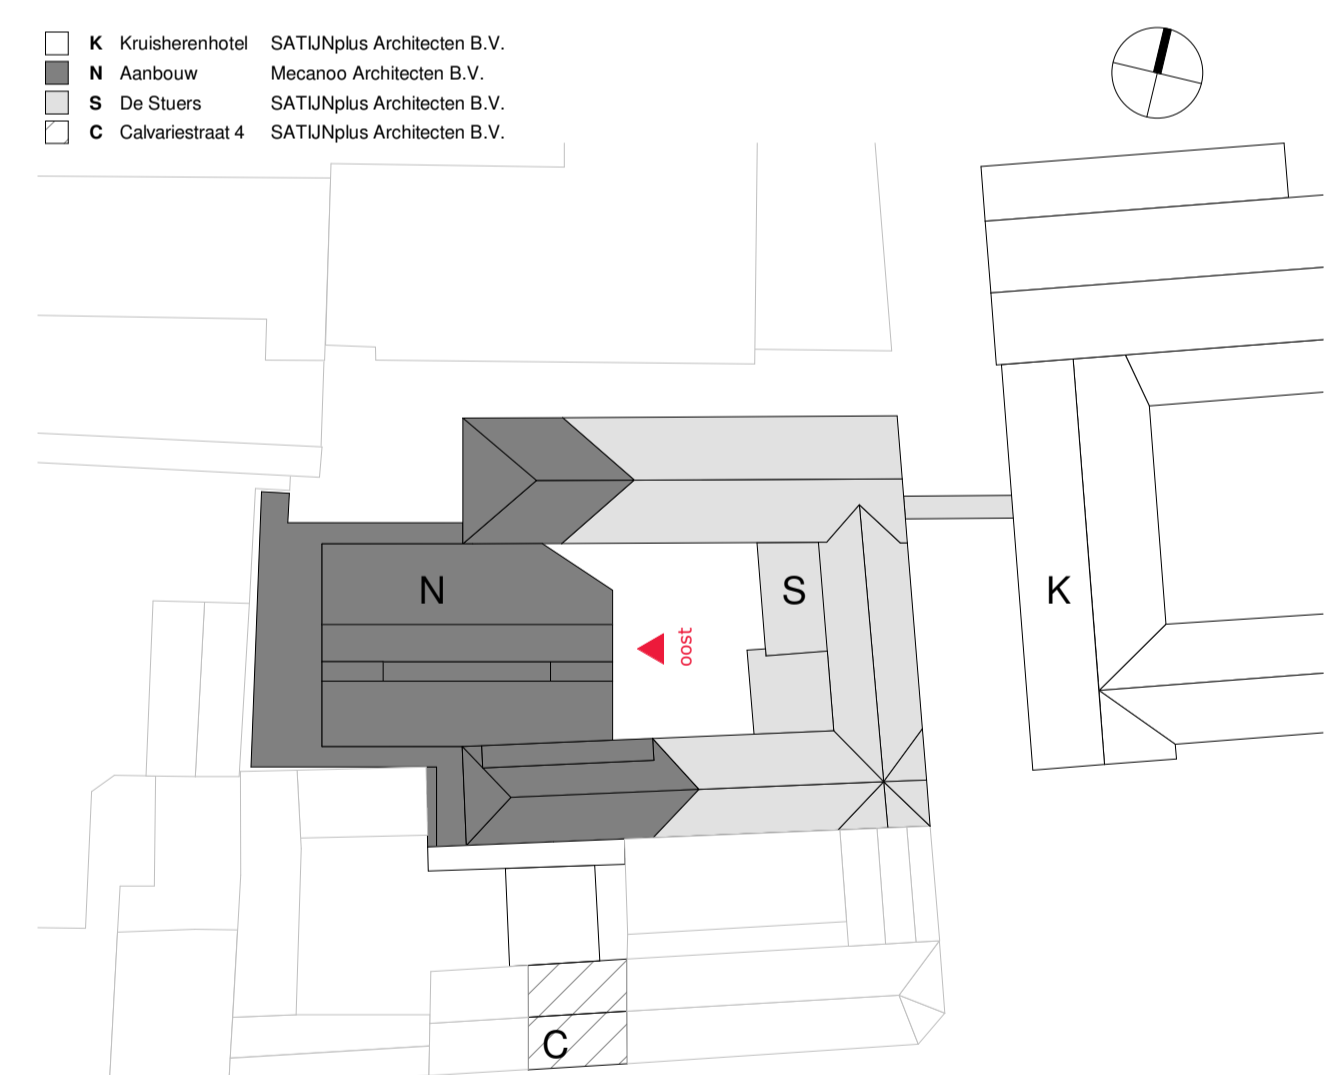 K Kruisherenhotel SATIJNplus Architecten B.V.
N Aanbouw Mecanoo Architecten B.V.
S De Stuers SATIJNplus Architecten B.V.
C Calvariestraat 4 SATIJNplus Architecten B.V.
N
S
K
oost
C